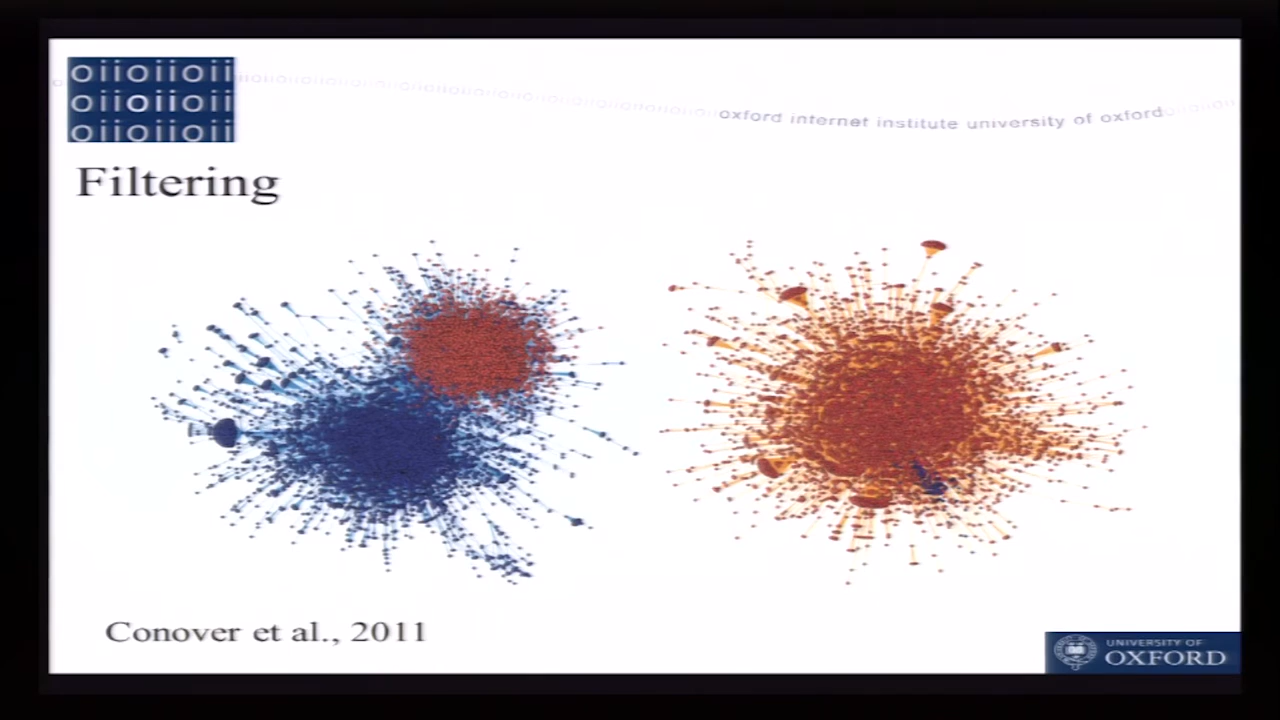 oiioiioii
oiioiioii
oiioiioii
oxford internet institute university of oxford
Filtering
Conover et al., 2011
UNIVERSITY OF
OXFORD